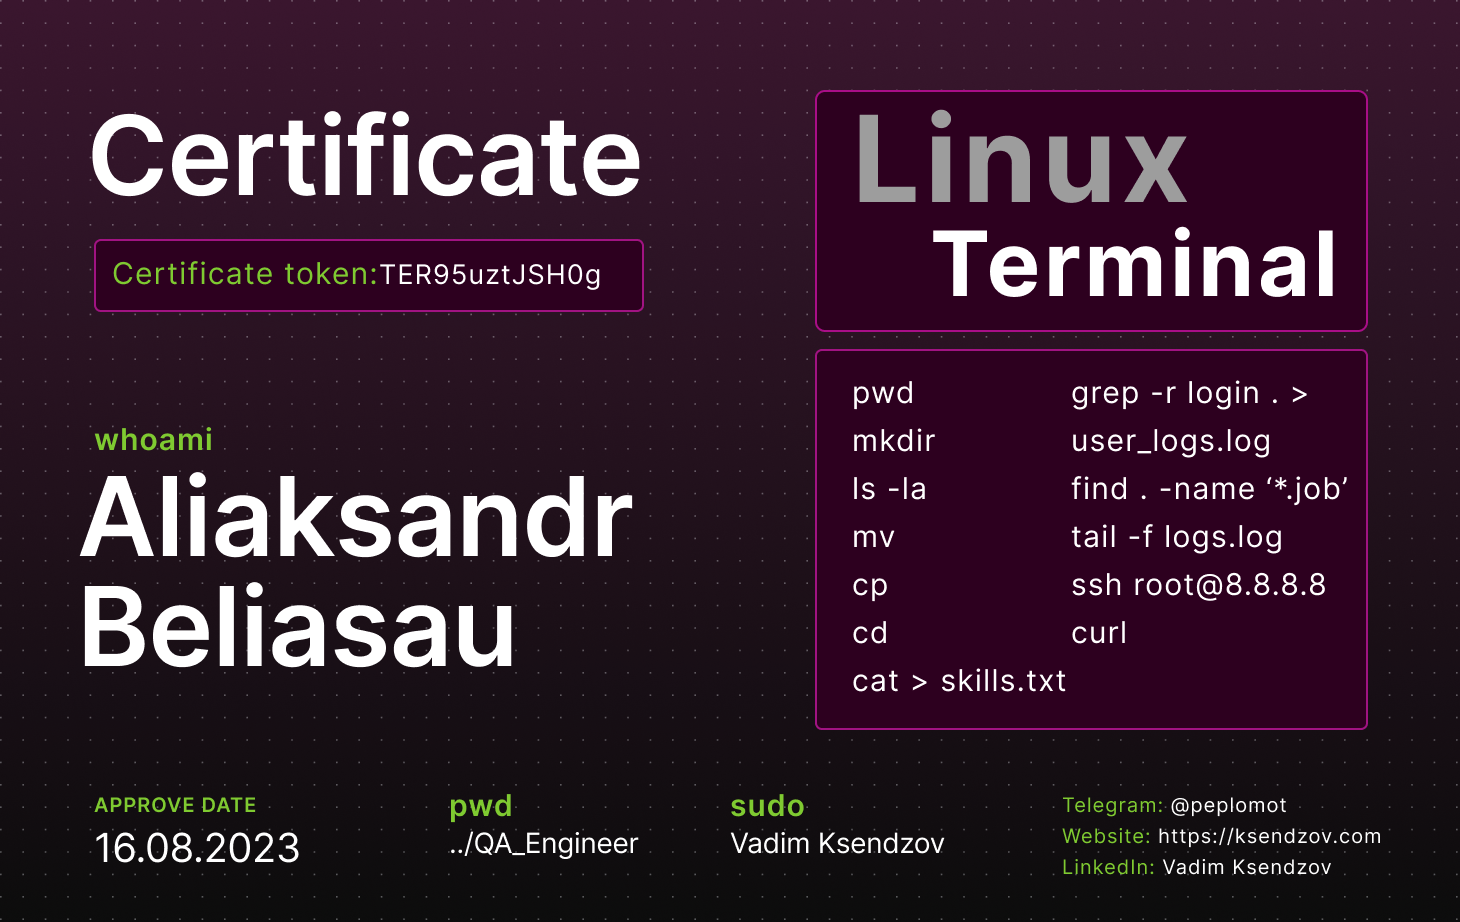 Certificate
Certificate token:TER95uztJSH0g
whoami
Aliaksandr
Beliasau
Linux
Terminal
pwd
mkdir
ls -la
mv
cp
cd
cat > skills.txt
grep -r login . >
user_logs.log
find . -name ‘*.job’
tail -f logs.log
ssh root@8.8.8.8
curl
APPROVE DATE
16.08.2023
pwd
../QA_Engineer
sudo
Vadim Ksendzov
Telegram: @peplomot
Website: https://ksendzov.com
LinkedIn: Vadim Ksendzov